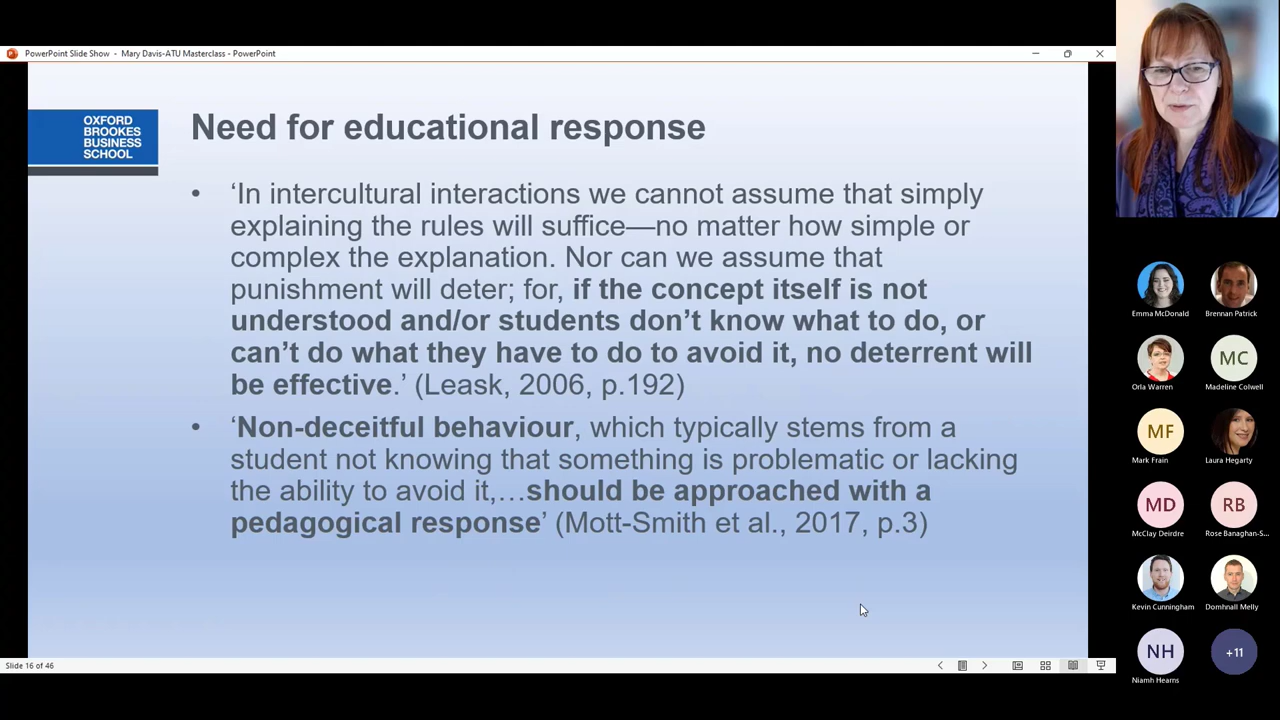 PowerPoint Slide Show - Mary Davis-ATU Masterclass - PowerPoint
OXFORD
BROOKES
BUSINESS
SCHOOL
Need for educational response
• ‘In intercultural interactions we cannot assume that simply
explaining the rules will suffice—no matter how simple or
complex the explanation. Nor can we assume that
punishment will deter; for, if the concept itself is not
understood and/or students don’t know what to do, or
can’t do what they have to do to avoid it, no deterrent will
be effective.’ (Leask, 2006, p.192)
• ‘Non-deceitful behaviour, which typically stems from a
student not knowing that something is problematic or lacking
the ability to avoid it,…should be approached with a
pedagogical response’ (Mott-Smith et al., 2017, p.3)
Slide 16 of 46
Emma McDonald
Brennan Patrick
MC
Orla Warren
Madeline Colwell
MF
Mark Frain
Laura Hegarty
MD
RB
McClay Deirdre
Rose Banaghan-S...
Kevin Cunningham
Domhnall Melly
NH
+11
Niamh Hearns